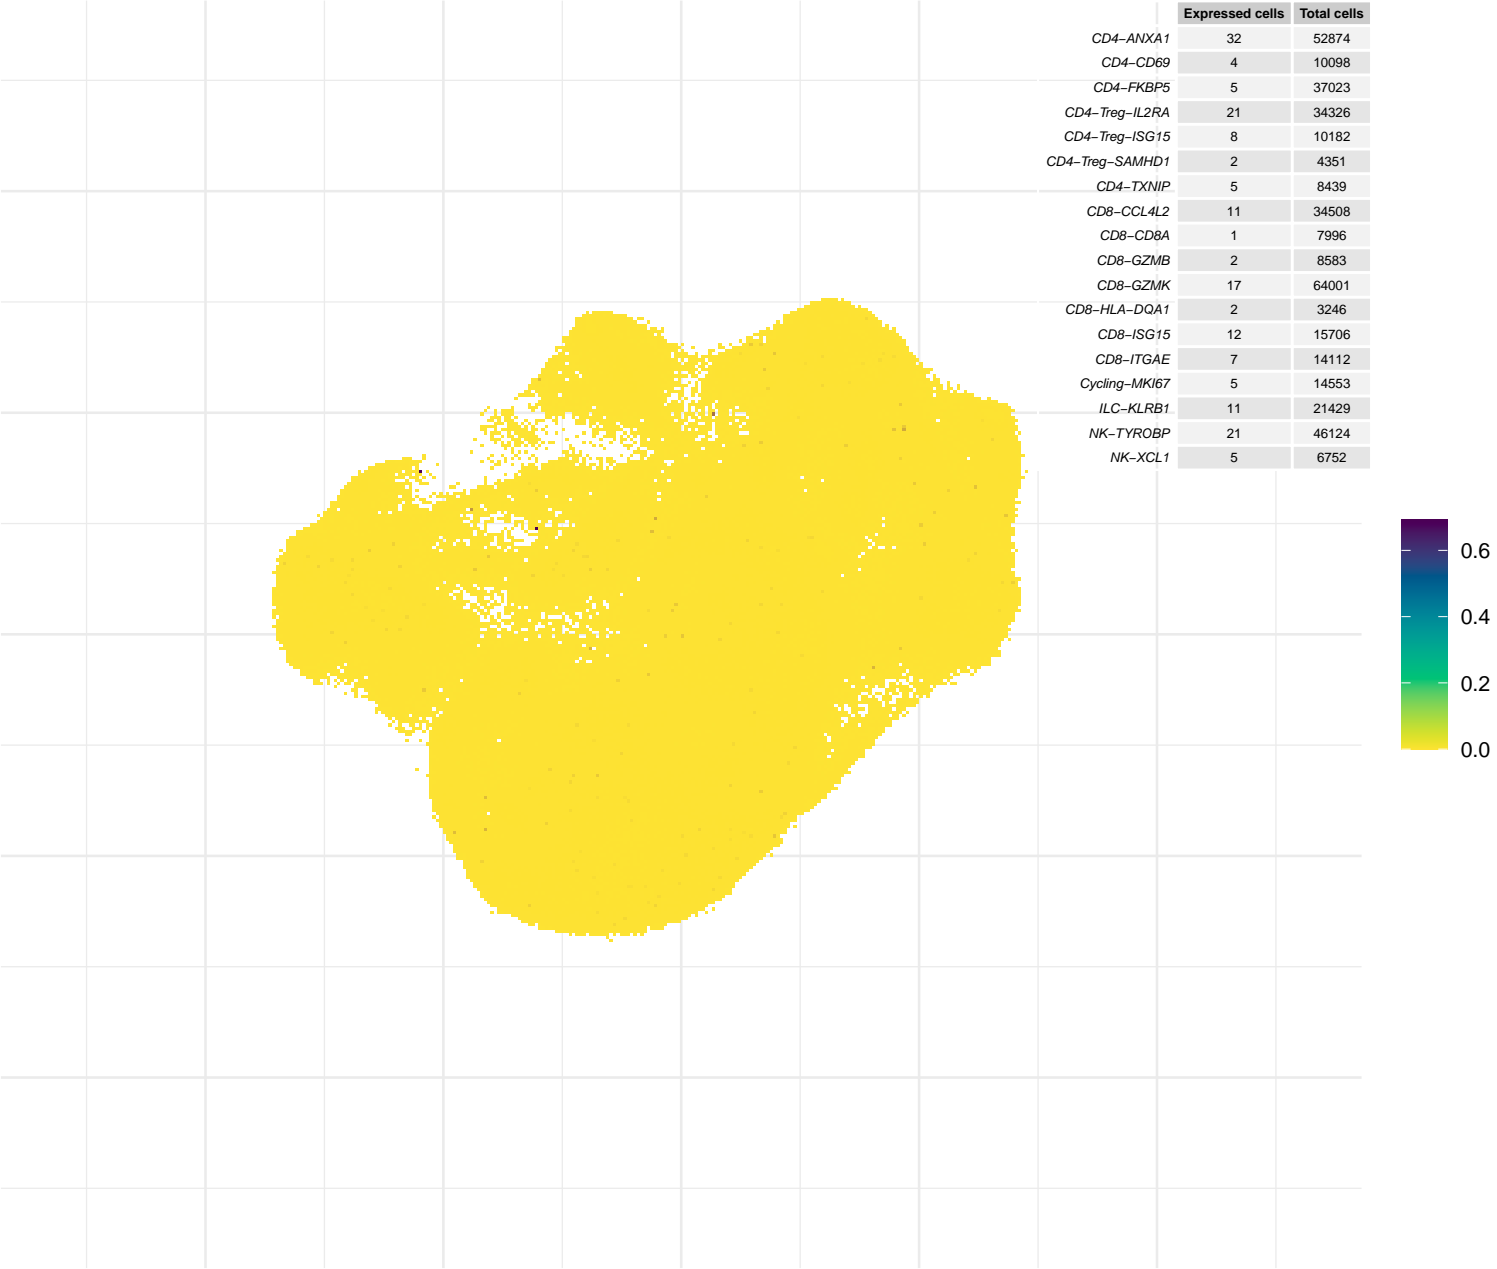 Expressed cells Total cells
CD4−ANXA1 32 52874
CD4−CD69 4 10098
CD4−FKBP5 5 37023
CD4−Treg−IL2RA 21 34326
CD4−Treg−ISG15 8 10182
CD4−Treg−SAMHD1 2 4351
CD4−TXNIP 5 8439
CD8−CCL4L2 11 34508
CD8−CD8A 1 7996
CD8−GZMB 2 8583
CD8−GZMK 17 64001
CD8−HLA−DQA1 2 3246
CD8−ISG15 12 15706
CD8−ITGAE 7 14112
Cycling−MKI67 5 14553
ILC−KLRB1 11 21429
NK−TYROBP 21 46124
NK−XCL1 5 6752
0.6
0.4
0.2
0.0